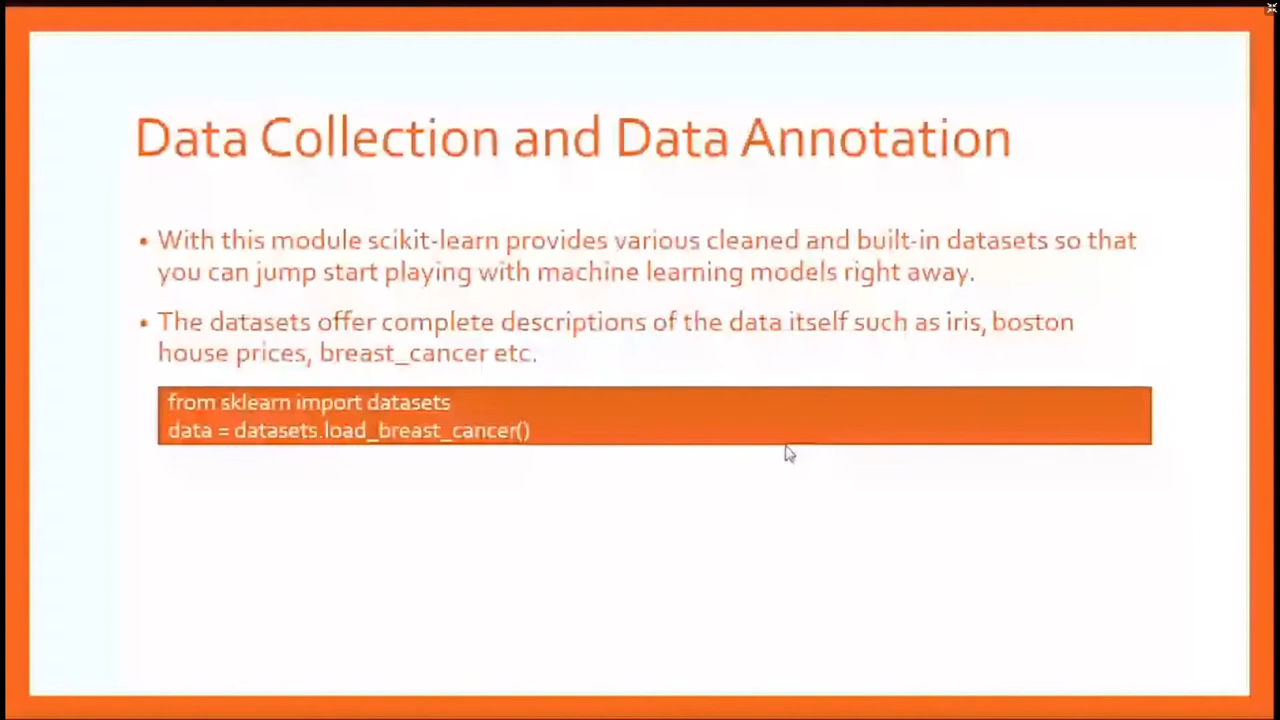 Data Collection and Data Annotation
• With this module scikit-learn provides various cleaned and built-in datasets so that
you can jump start playing with machine learning models right away.
• The datasets offer complete descriptions of the data itself such as iris, boston
house prices, breast_cancer etc.
from sklearn import datasets
data = datasets.load_breast_cancer()